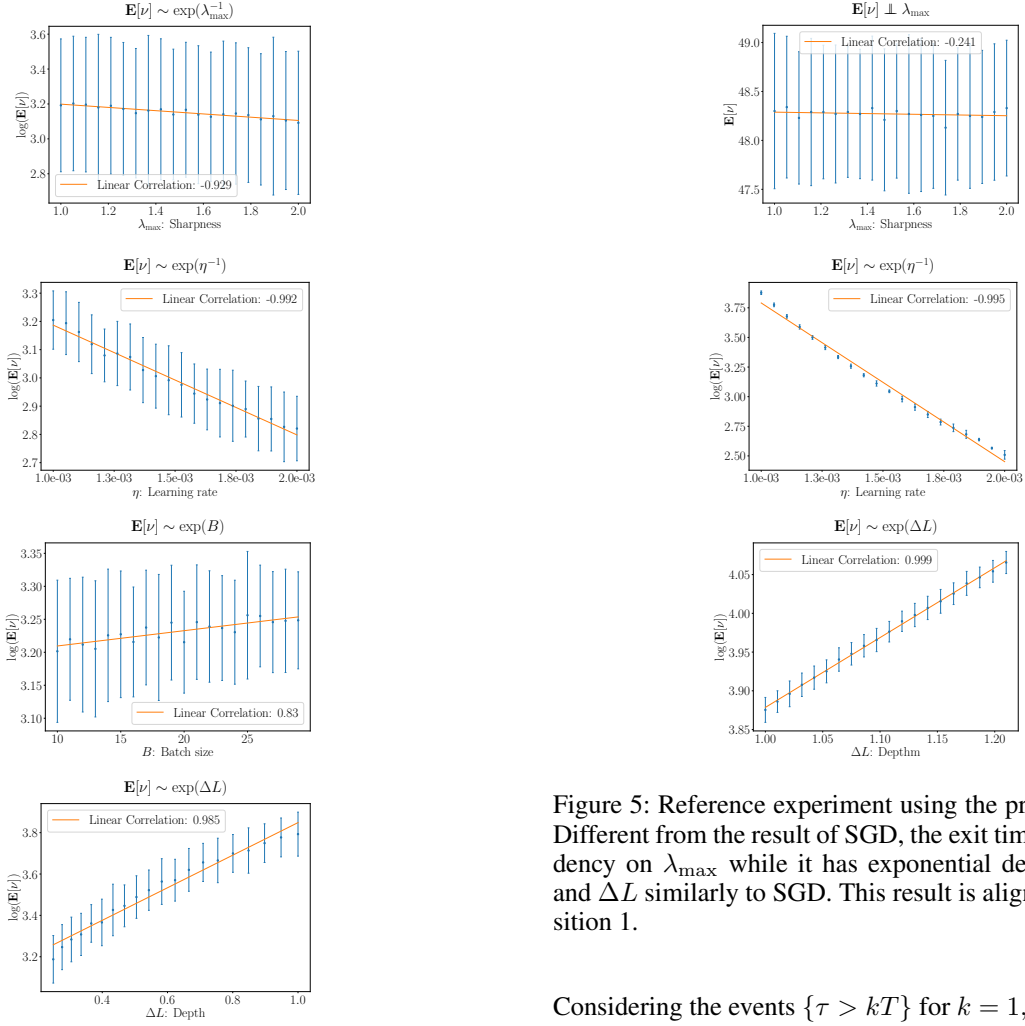 E[ν] ∼ exp(λ_max^{-1})
3.6
3.4
3.2
3.0
2.8
log(E[ν])
Linear Correlation: -0.929
1.0 1.2 1.4 1.6 1.8 2.0
λ_max: Sharpness
E[ν] ∼ exp(η^{-1})
3.3
3.2
3.1
3.0
2.9
2.8
2.7
log(E[ν])
Linear Correlation: -0.992
1.0e-03 1.3e-03 1.5e-03 1.8e-03 2.0e-03
η: Learning rate
E[ν] ∼ exp(B)
3.35
3.30
3.25
3.20
3.15
3.10
log(E[ν])
Linear Correlation: 0.83
10 15 20 25
B: Batch size
E[ν] ∼ exp(ΔL)
3.8
3.6
3.4
3.2
log(E[ν])
Linear Correlation: 0.985
0.4 0.6 0.8 1.0
ΔL: Depth
E[ν] ⫫ λ_max
49.0
48.5
48.0
47.5
E[ν]
Linear Correlation: -0.241
1.0 1.2 1.4 1.6 1.8 2.0
λ_max: Sharpness
E[ν] ∼ exp(η^{-1})
3.75
3.50
3.25
3.00
2.75
2.50
log(E[ν])
Linear Correlation: -0.995
1.0e-03 1.3e-03 1.5e-03 1.8e-03 2.0e-03
η: Learning rate
E[ν] ∼ exp(ΔL)
4.05
4.00
3.95
3.90
3.85
log(E[ν])
Linear Correlation: 0.999
1.00 1.05 1.10 1.15 1.20
ΔL: Depthm
Figure 5: Reference experiment using the pr
Different from the result of SGD, the exit tim
dency on λ_max while it has exponential de
and ΔL similarly to SGD. This result is alig
sition 1.
Considering the events {τ > kT} for k = 1,